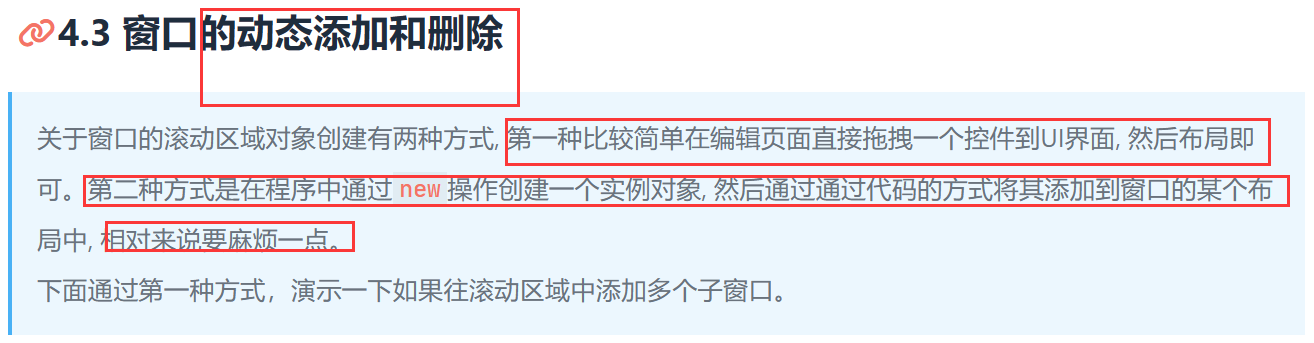 4.3 窗口的动态添加和删除
关于窗口的滚动区域对象创建有两种方式, 第一种比较简单在编辑页面直接拖拽一个控件到UI界面, 然后布局即
可。第二种方式是在程序中通过 new 操作创建一个实例对象, 然后通过通过代码的方式将其添加到窗口的某个布
局中, 相对来说要麻烦一点。
下面通过第一种方式，演示一下如果往滚动区域中添加多个子窗口。